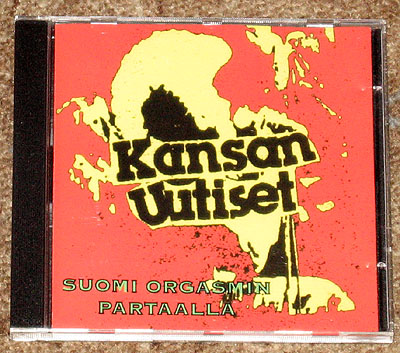 Kansan
Uutiset
SUOMI ORGASMIN
PARTAALLA